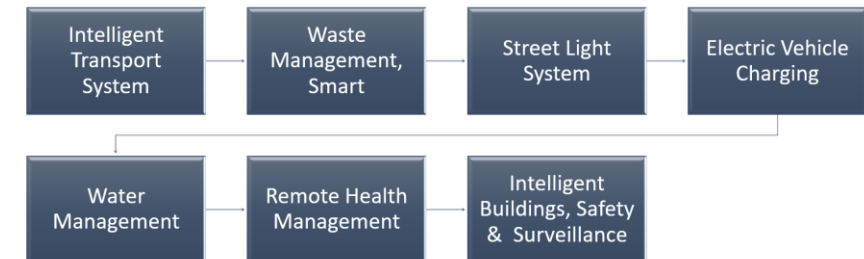 Intelligent
Transport
System
Waste
Management,
Smart
Street Light
System
Electric Vehicle
Charging
Water
Management
Remote Health
Management
Intelligent
Buildings, Safety
& Surveillance